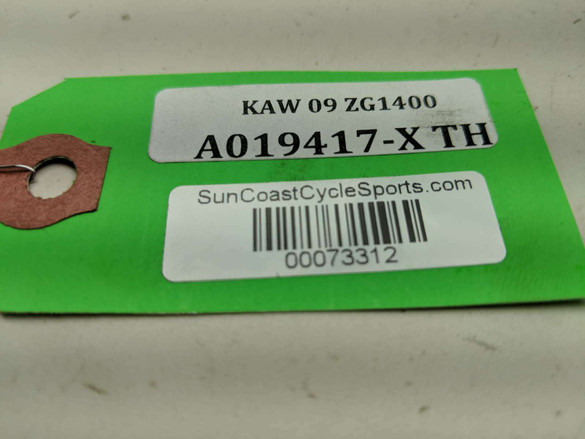 KAW 09 ZG1400
A019417-X TH
SunCoastCycleSports.com
00073312